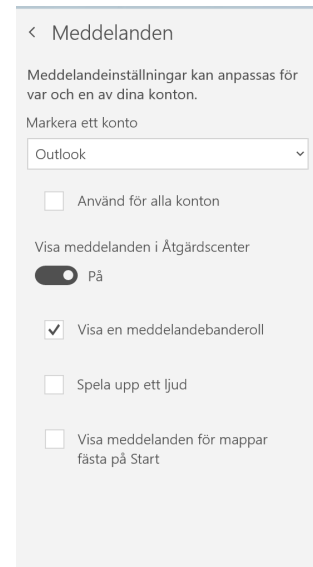 Meddelanden
Meddelandeinställningar kan anpassas för
var och en av dina konton.
Markera ett konto
Outlook
Använd för alla konton
Visa meddelanden i Åtgärdscenter
På
Visa en meddelandebanderoll
Spela upp ett ljud
Visa meddelanden för mappar
fästa på Start